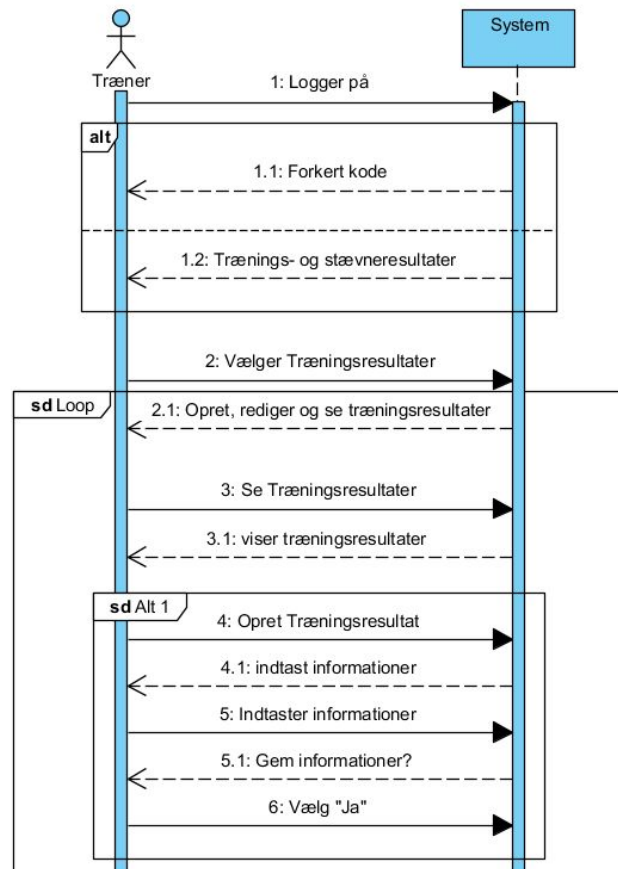 System
Træner
1: Logger på
alt
1.1: Forkert kode
1.2: Trænings- og stævneresultater
2: Vælger Træningsresultater
sd Loop
2.1: Opret, rediger og se træningsresultater
3: Se Træningsresultater
3.1: viser træningsresultater
sd Alt 1
4: Opret Træningsresultat
4.1: indtast informationer
5: Indtaster informationer
5.1: Gem informationer?
6: Vælg "Ja"